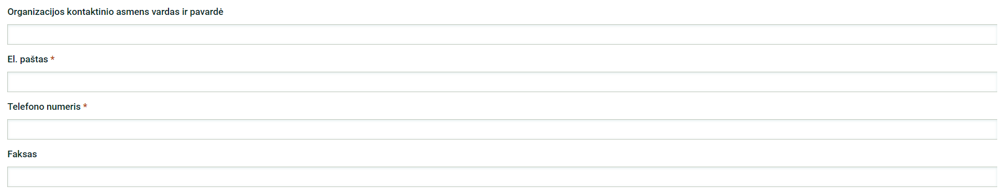 Organizacijos kontaktinio asmens vardas ir pavardė
El. paštas *
Telefono numeris *
Faksas